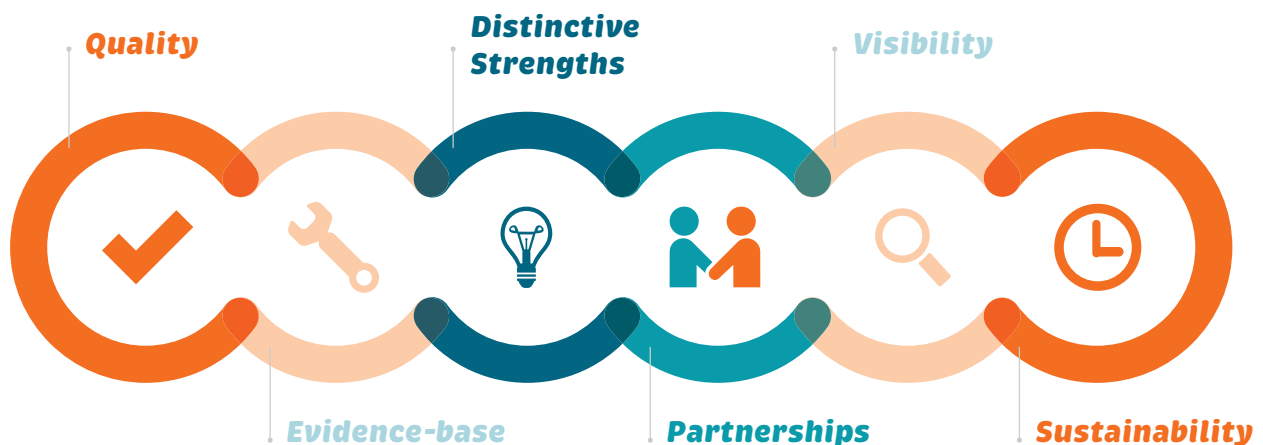 Quality
Distinctive
Strengths
Visibility
Evidence-base
Partnerships
Sustainability